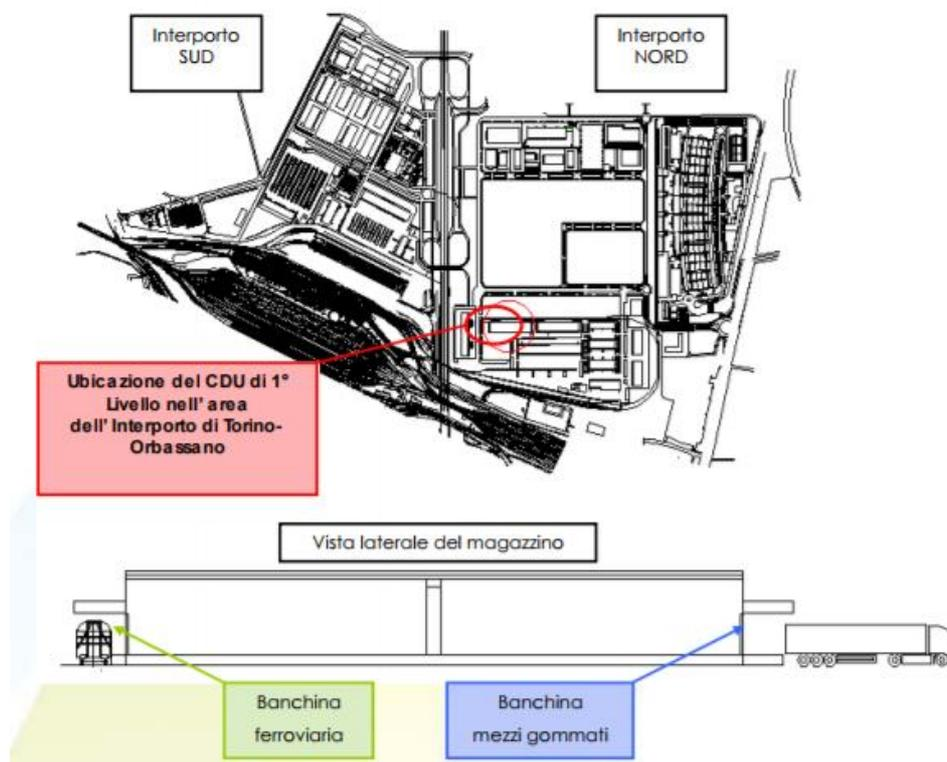 Interporto
SUD
Interporto
NORD
Ubicazione del CDU di 1°
Livello nell' area
dell' Interporto di Torino-
Orbassano
Vista laterale del magazzino
Banchina
ferroviaria
Banchina
mezzi gommati